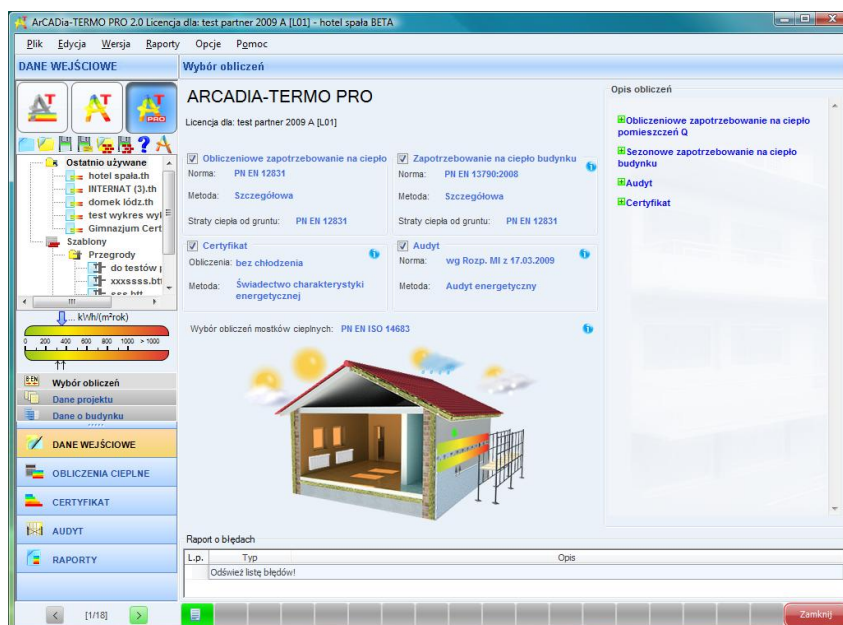 ArCADia-TERMO PRO 2.0 Licencja dla: test partner 2009 A [L01] - hotel spała BETA
Plik Edycja Wersja Raporty Opcje Pomoc
DANE WEJŚCIOWE
Wybór obliczeń
T T T
PRO
Ostatnio używane
hotel spała.th
INTERNAT (3).th
domek łódz.th
test wykres wyl
Gimnazjum Cert
Szablony
Przegrody
do testów
xxxssss.bt
sss.btt
... kWh/(m²rok)
0 200 400 600 800 1000 > 1000
Wybór obliczeń
Dane projektu
Dane o budynku
DANE WEJŚCIOWE
OBLICZENIA CIEPLNE
CERTYFIKAT
AUDYT
RAPORTY
[1/18]
ARCADIA-TERMO PRO
Licencja dla: test partner 2009 A [L01]
Obliczeniowe zapotrzebowanie na ciepło
Norma: PN EN 12831
Metoda: Szczegółowa
Straty ciepła od gruntu: PN EN 12831
Zapotrzebowanie na ciepło budynku
Norma: PN EN 13790:2008
Metoda: Szczegółowa
Straty ciepła od gruntu: PN EN 12831
Certyfikat
Obliczenia: bez chłodzenia
Metoda: Świadectwo charakterystyki
energetycznej
Audyt
Norma: wg Rozp. MI z 17.03.2009
Metoda: Audyt energetyczny
Wybór obliczeń mostków cieplnych: PN EN ISO 14683
Opis obliczeń
Obliczeniowe zapotrzebowanie na ciepło
pomieszczeń Q
Sezonowe zapotrzebowanie na ciepło
budynku
Audyt
Certyfikat
Raport o błędach
L.p. Typ Opis
Odśwież listę błędów!
Zamknij